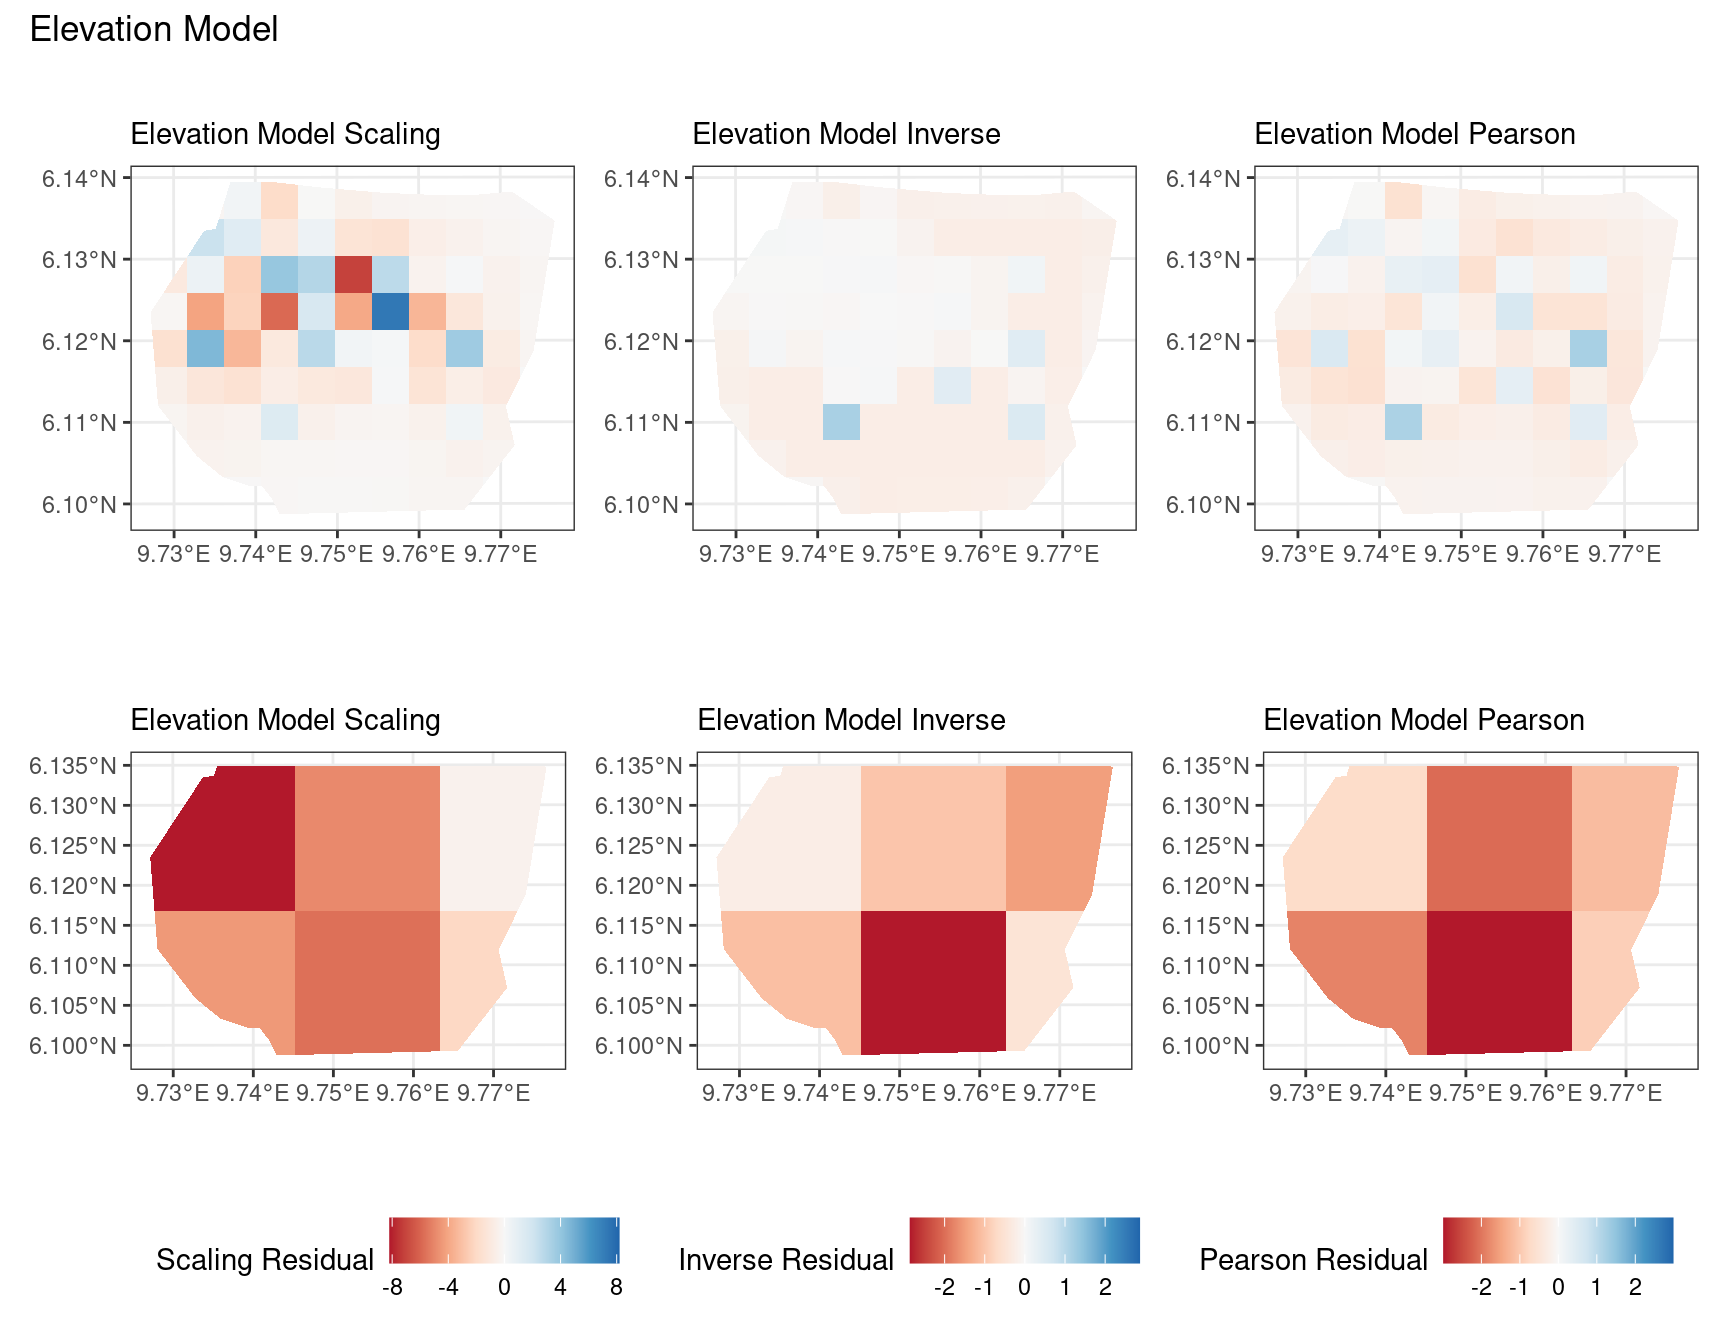 Elevation Model
Elevation Model Scaling
Elevation Model Inverse
Elevation Model Pearson
6.14°N
6.13°N
6.12°N
6.11°N
6.10°N
9.73°E 9.74°E 9.75°E 9.76°E 9.77°E
6.14°N
6.13°N
6.12°N
6.11°N
6.10°N
9.73°E 9.74°E 9.75°E 9.76°E 9.77°E
6.14°N
6.13°N
6.12°N
6.11°N
6.10°N
9.73°E 9.74°E 9.75°E 9.76°E 9.77°E
Elevation Model Scaling
Elevation Model Inverse
Elevation Model Pearson
6.135°N
6.130°N
6.125°N
6.120°N
6.115°N
6.110°N
6.105°N
6.100°N
9.73°E 9.74°E 9.75°E 9.76°E 9.77°E
6.135°N
6.130°N
6.125°N
6.120°N
6.115°N
6.110°N
6.105°N
6.100°N
9.73°E 9.74°E 9.75°E 9.76°E 9.77°E
6.135°N
6.130°N
6.125°N
6.120°N
6.115°N
6.110°N
6.105°N
6.100°N
9.73°E 9.74°E 9.75°E 9.76°E 9.77°E
Scaling Residual
-8 -4 0 4 8
Inverse Residual
-2 -1 0 1 2
Pearson Residual
-2 -1 0 1 2